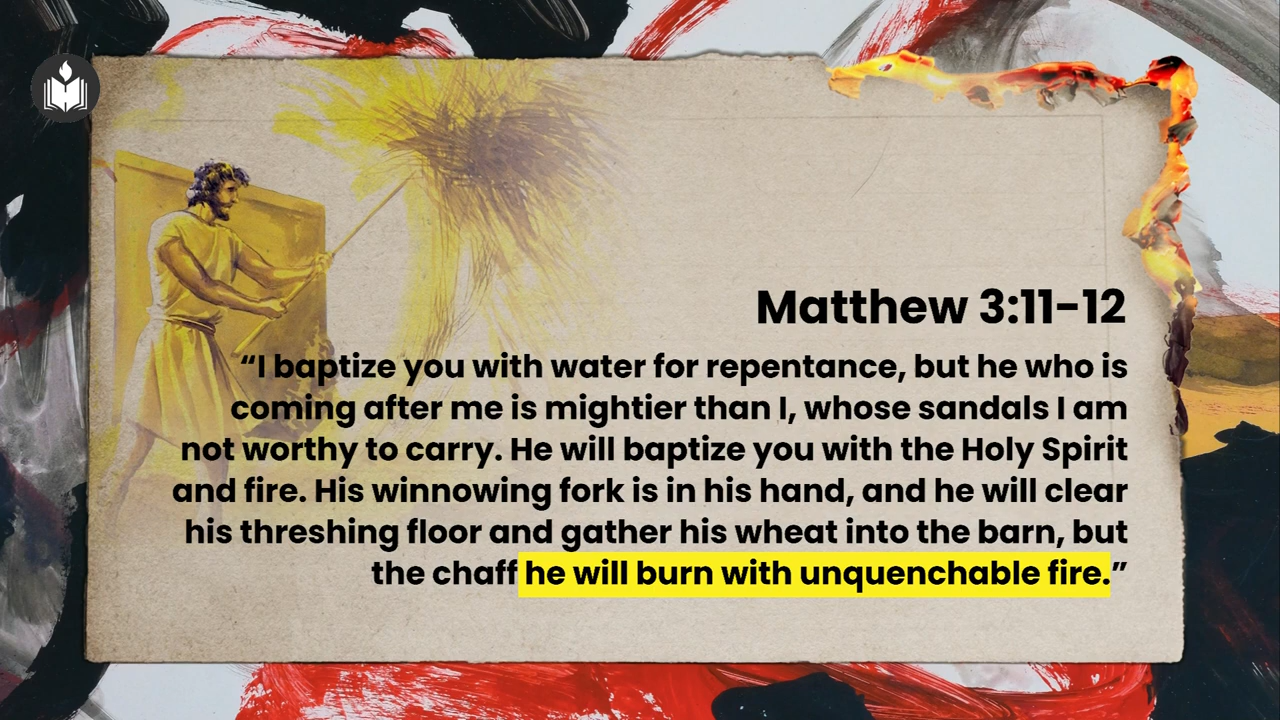 Matthew 3:11-12
“I baptize you with water for repentance, but he who is
coming after me is mightier than I, whose sandals I am
not worthy to carry. He will baptize you with the Holy Spirit
and fire. His winnowing fork is in his hand, and he will clear
his threshing floor and gather his wheat into the barn, but
the chaff he will burn with unquenchable fire.”